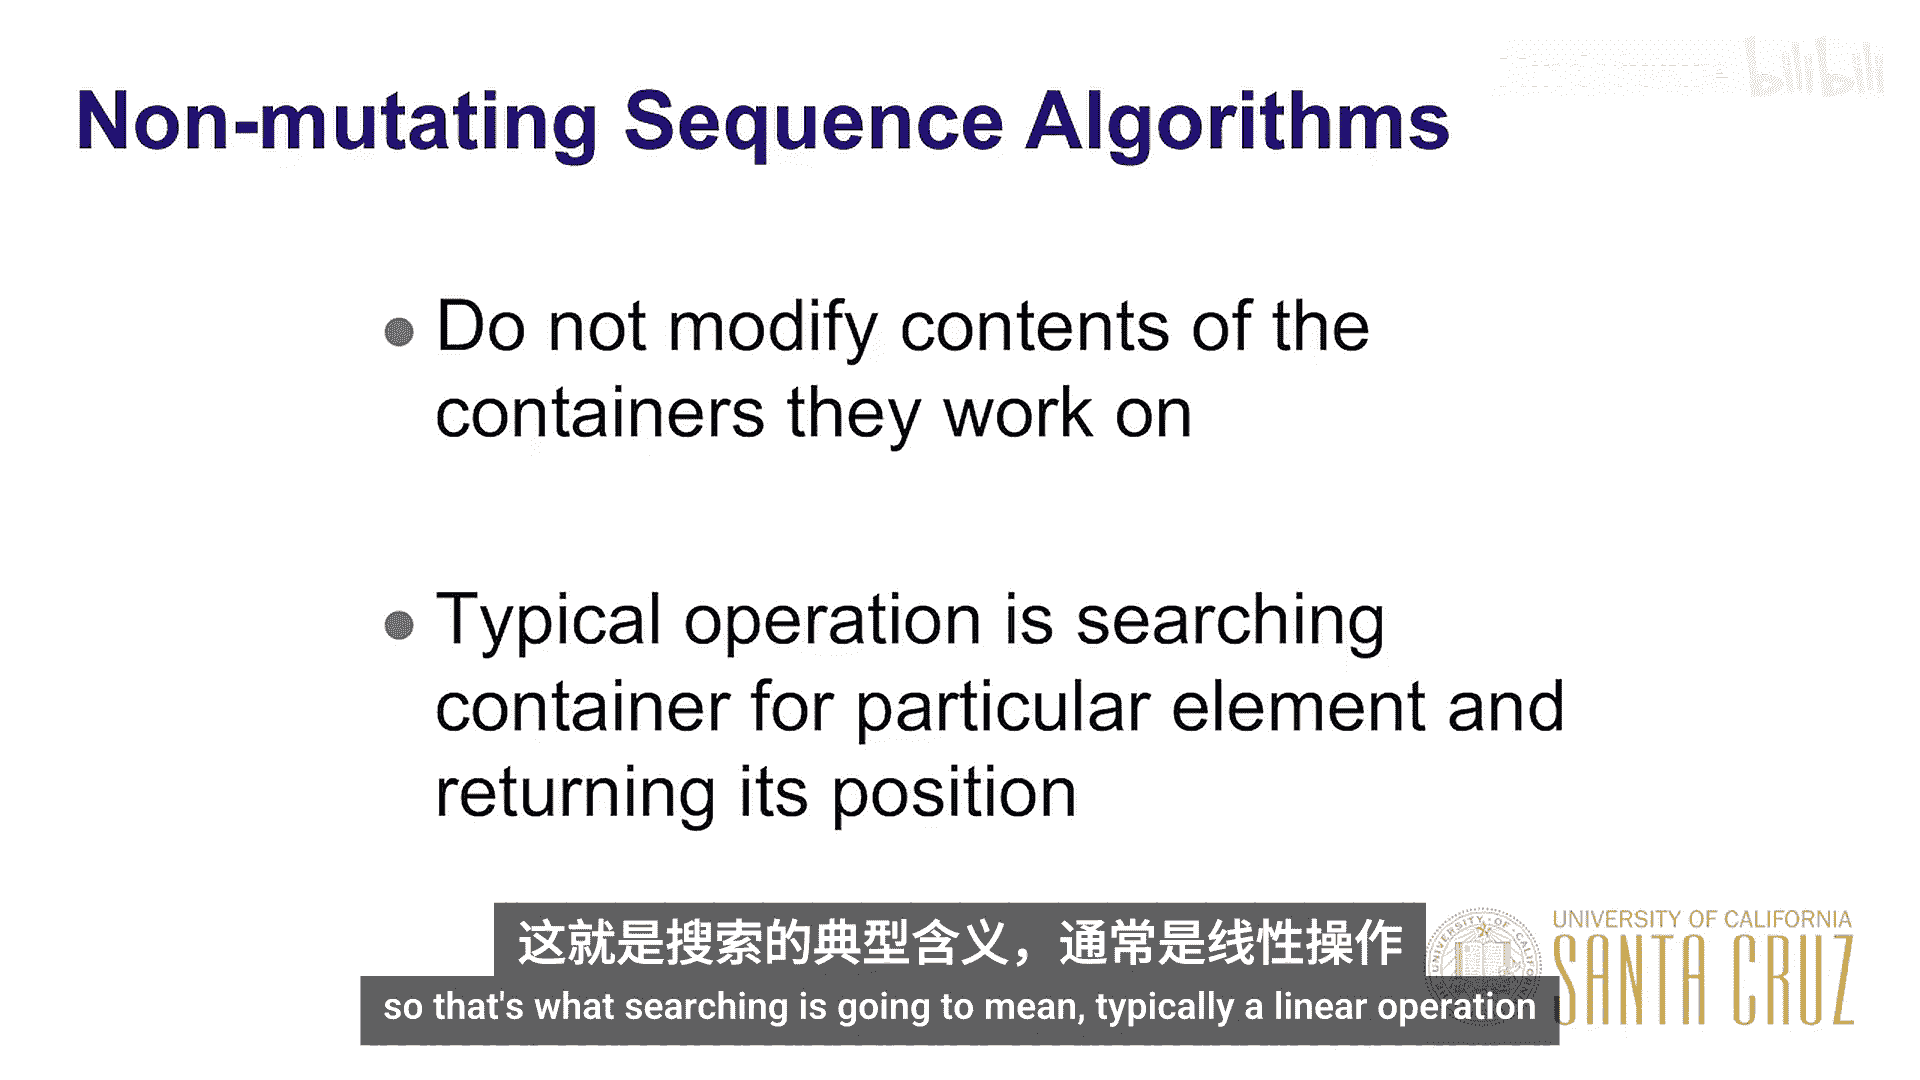 bilibili
Non-mutating Sequence Algorithms
● Do not modify contents of the
containers they work on
● Typical operation is searching
container for particular element and
returning its position
这就是搜索的典型含义，通常是线性操作
so that's what searching is going to mean, typically a linear operation
UNIVERSITY OF CALIFORNIA
SANTA CRUZ